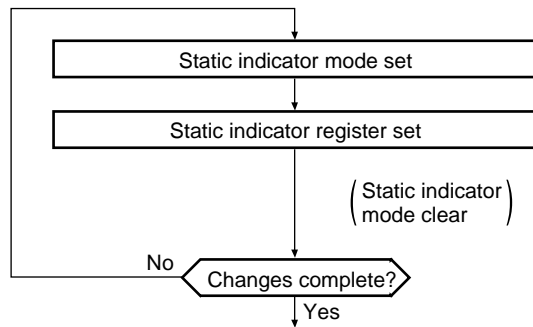 Static indicator mode set
Static indicator register set
(Static indicator
mode clear)
No
Changes complete?
Yes